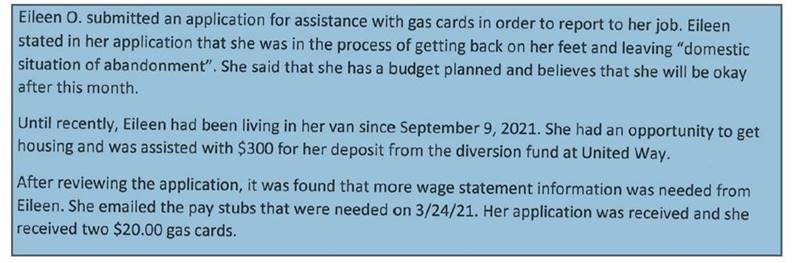 Eileen O. submitted an application for assistance with gas cards in order to report to her job. Eileen
stated in her application that she was in the process of getting back on her feet and leaving “domestic
situation of abandonment”. She said that she has a budget planned and believes that she will be okay
after this month.
Until recently, Eileen had been living in her van since September 9, 2021. She had an opportunity to get
housing and was assisted with $300 for her deposit from the diversion fund at United Way.
After reviewing the application, it was found that more wage statement information was needed from
Eileen. She emailed the pay stubs that were needed on 3/24/21. Her application was received and she
received two $20.00 gas cards.